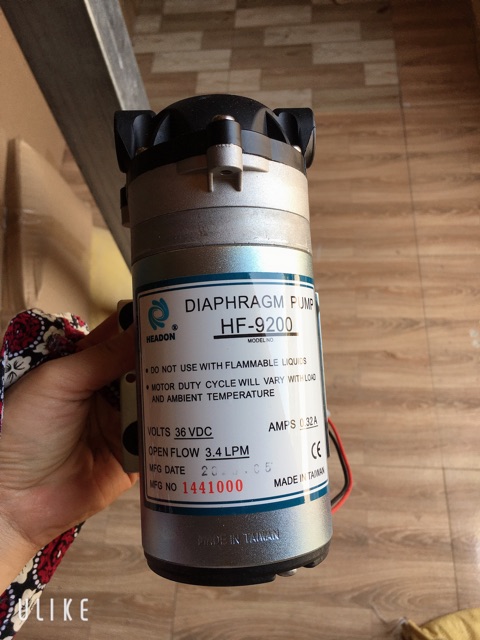 DIAPHRAGM PUMP
HF-9200
MODEL NO
HEADON ®
• DO NOT USE WITH FLAMMABLE LIQUIDS
• MOTOR DUTY CYCLE WILL VARY WITH LOAD
AND AMBIENT TEMPERATURE
VOLTS 36 VDC AMPS 0.32A
OPEN FLOW 3.4 LPM CE
MFG DATE
MFG NO 1441000 MADE IN TAIWAN
MADE IN TAIWAN
ULIKE